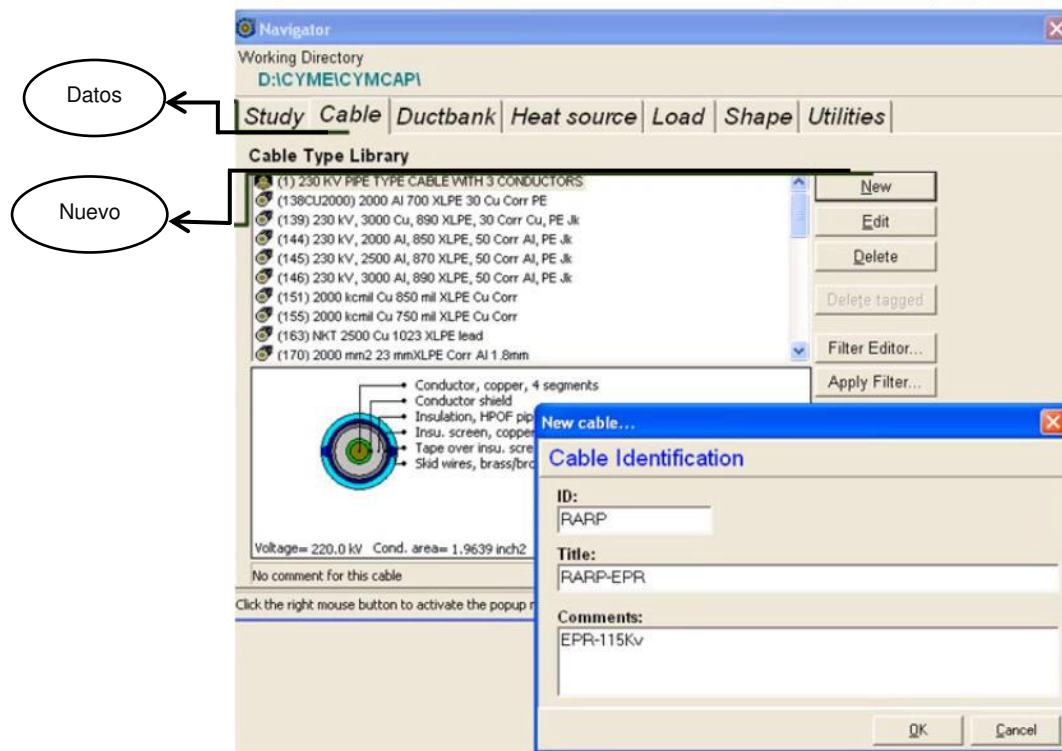 Navigator
Working Directory
D:\CYME\CYMCAP\
Datos
Study Cable Ductbank Heat source Load Shape Utilities
Cable Type Library
(1) 230 KV PIPE TYPE CABLE WITH 3 CONDUCTORS
New
Nuevo
(138CU2000) 2000 Al 700 XLPE 30 Cu Corr PE
(139) 230 kV, 3000 Cu, 890 XLPE, 30 Corr Cu, PE Jk
Edit
(144) 230 kV, 2000 Al, 850 XLPE, 50 Corr Al, PE Jk
(145) 230 kV, 2500 Al, 870 XLPE, 50 Corr Al, PE Jk
Delete
(146) 230 kV, 3000 Al, 890 XLPE, 50 Corr Al, PE Jk
(151) 2000 kcmil Cu 850 mil XLPE Cu Corr
Delete tagged
(155) 2000 kcmil Cu 750 mil XLPE Cu Corr
(163) NKT 2500 Cu 1023 XLPE lead
Filter Editor...
(170) 2000 mm2 23 mmXLPE Corr Al 1.8mm
Apply Filter...
Conductor, copper, 4 segments
Conductor shield
Insulation, HPOF pip
Insu. screen, copper
Tape over insu. scre
Skid wires, brass/bro
Voltage= 220.0 kV Cond. area= 1.9639 inch2
No comment for this cable
Click the right mouse button to activate the popup
New cable...
Cable Identification
ID:
RARP
Title:
RARP-EPR
Comments:
EPR-115Kv
OK Cancel